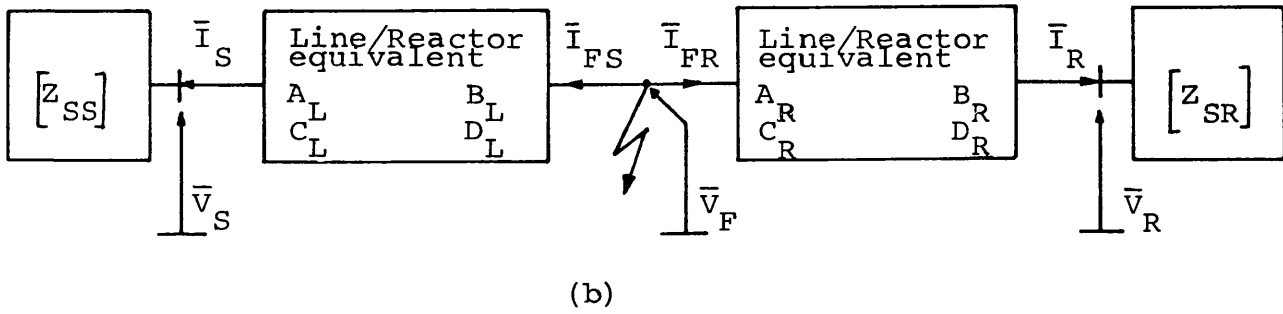 [Z_SS]
Ī_S
Line/Reactor
equivalent
A_L B_L
C_L D_L
Ī_FS Ī_FR
Line/Reactor
equivalent
A_R B_R
C_R D_R
Ī_R
[Z_SR]
V̄_S
V̄_F
V̄_R
(b)